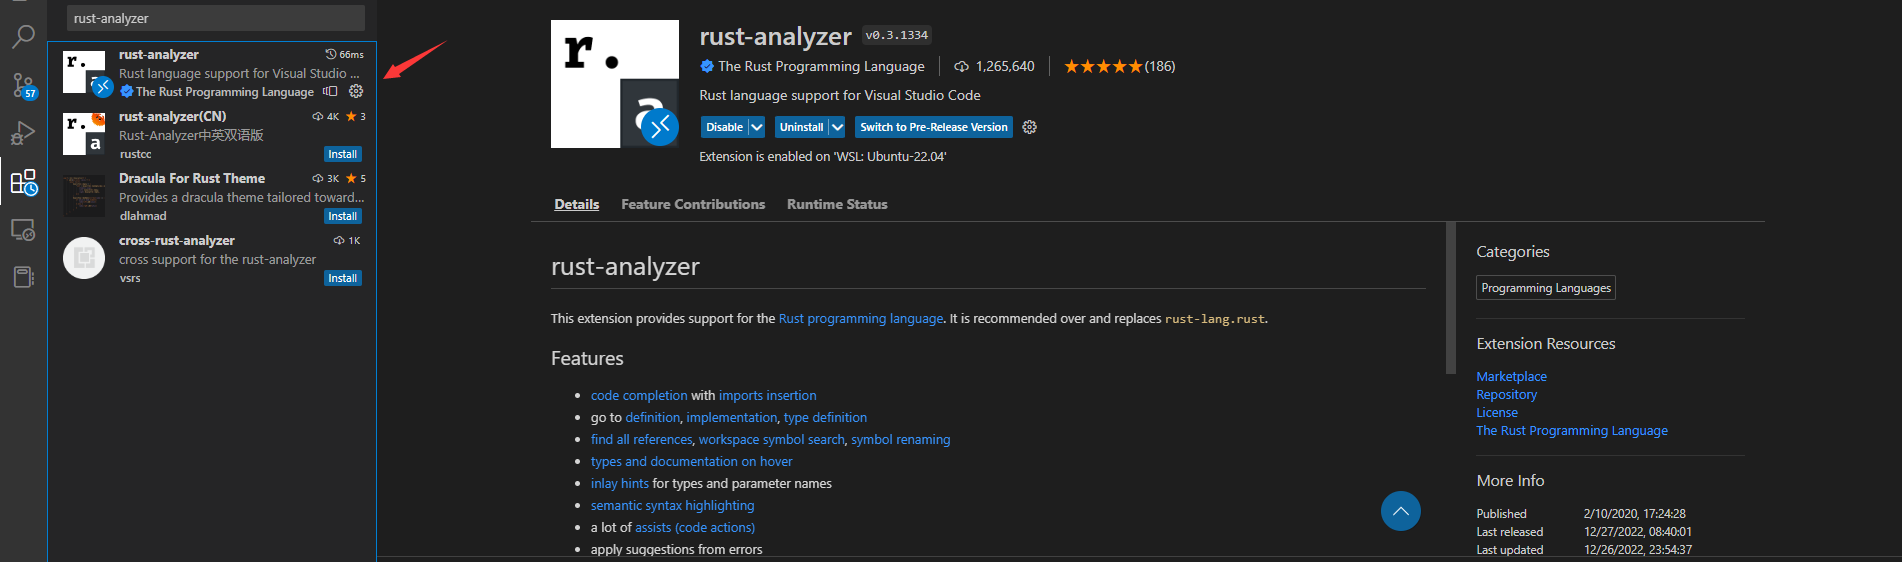 rust-analyzer
57
r.
a
rust-analyzer
66ms
Rust language support for Visual Studio ...
The Rust Programming Language
r.
a
rust-analyzer(CN)
4K
3
Rust-Analyzer中英双语版
rustcc
Install
Dracula For Rust Theme
3K
5
Provides a dracula theme tailored toward...
dlahmad
Install
cross-rust-analyzer
1K
cross support for the rust-analyzer
vsrs
Install
r.
a
rust-analyzer v0.3.1334
The Rust Programming Language
1,265,640
(186)
Rust language support for Visual Studio Code
Disable
Uninstall
Switch to Pre-Release Version
Extension is enabled on 'WSL: Ubuntu-22.04'
Details
Feature Contributions
Runtime Status
rust-analyzer
This extension provides support for the Rust programming language. It is recommended over and replaces rust-lang.rust.
Features
• code completion with imports insertion
• go to definition, implementation, type definition
• find all references, workspace symbol search, symbol renaming
• types and documentation on hover
• inlay hints for types and parameter names
• semantic syntax highlighting
• a lot of assists (code actions)
• apply suggestions from errors
Categories
Programming Languages
Extension Resources
Marketplace
Repository
License
The Rust Programming Language
More Info
Published 2/10/2020, 17:24:28
Last released 12/27/2022, 08:40:01
Last updated 12/26/2022, 23:54:37